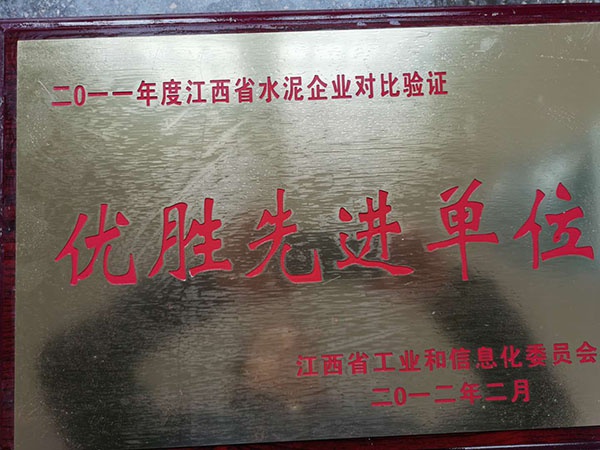 二0一一年度江西省水泥企业对比验证
优胜先进单位
江西省工业和信息化委员会
二0一二年二月